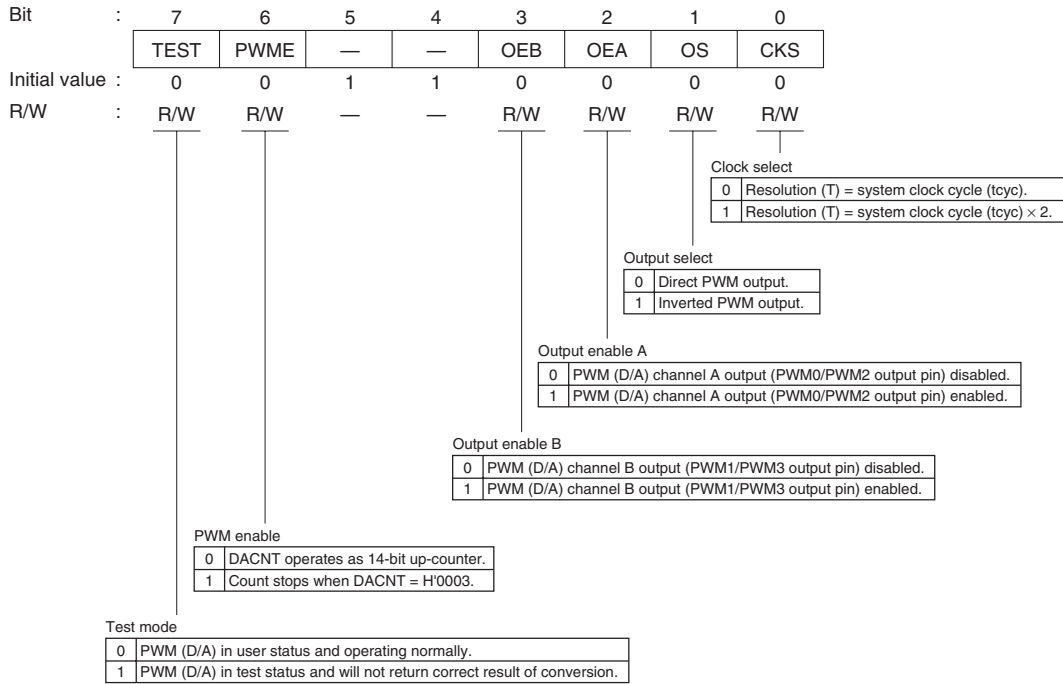 Bit : 7 6 5 4 3 2 1 0
TEST PWME — — OEB OEA OS CKS
Initial value : 0 0 1 1 0 0 0 0
R/W : R/W R/W — — R/W R/W R/W R/W
Clock select
0 Resolution (T) = system clock cycle (tcyc).
1 Resolution (T) = system clock cycle (tcyc) × 2.
Output select
0 Direct PWM output.
1 Inverted PWM output.
Output enable A
0 PWM (D/A) channel A output (PWM0/PWM2 output pin) disabled.
1 PWM (D/A) channel A output (PWM0/PWM2 output pin) enabled.
Output enable B
0 PWM (D/A) channel B output (PWM1/PWM3 output pin) disabled.
1 PWM (D/A) channel B output (PWM1/PWM3 output pin) enabled.
PWM enable
0 DACNT operates as 14-bit up-counter.
1 Count stops when DACNT = H'0003.
Test mode
0 PWM (D/A) in user status and operating normally.
1 PWM (D/A) in test status and will not return correct result of conversion.